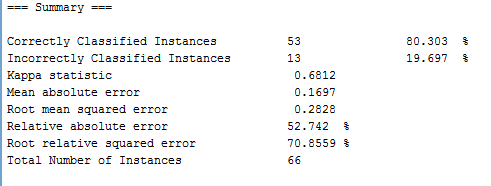 === Summary ===
Correctly Classified Instances 53 80.303 %
Incorrectly Classified Instances 13 19.697 %
Kappa statistic 0.6812
Mean absolute error 0.1697
Root mean squared error 0.2828
Relative absolute error 52.742 %
Root relative squared error 70.8559 %
Total Number of Instances 66